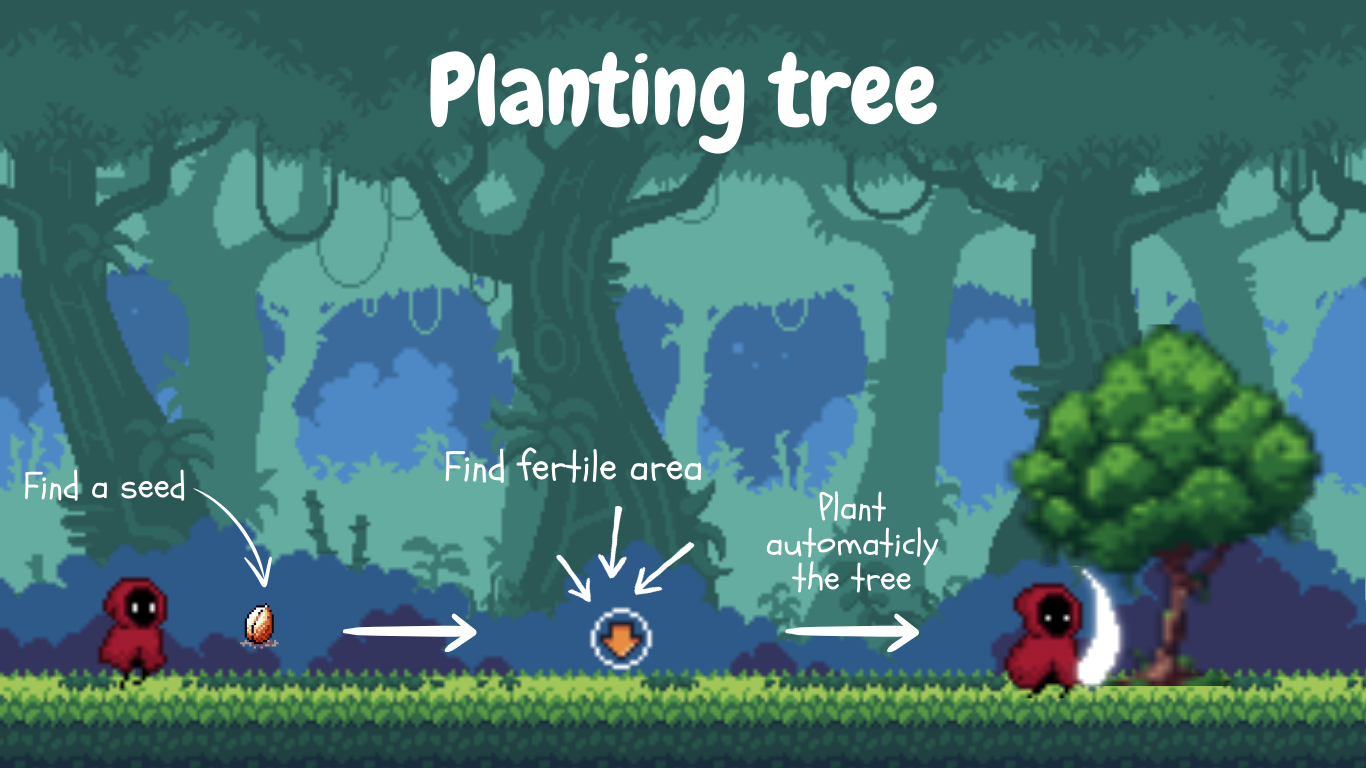 Planting tree
Find a seed
Find fertile area
Plant
automaticly
the tree